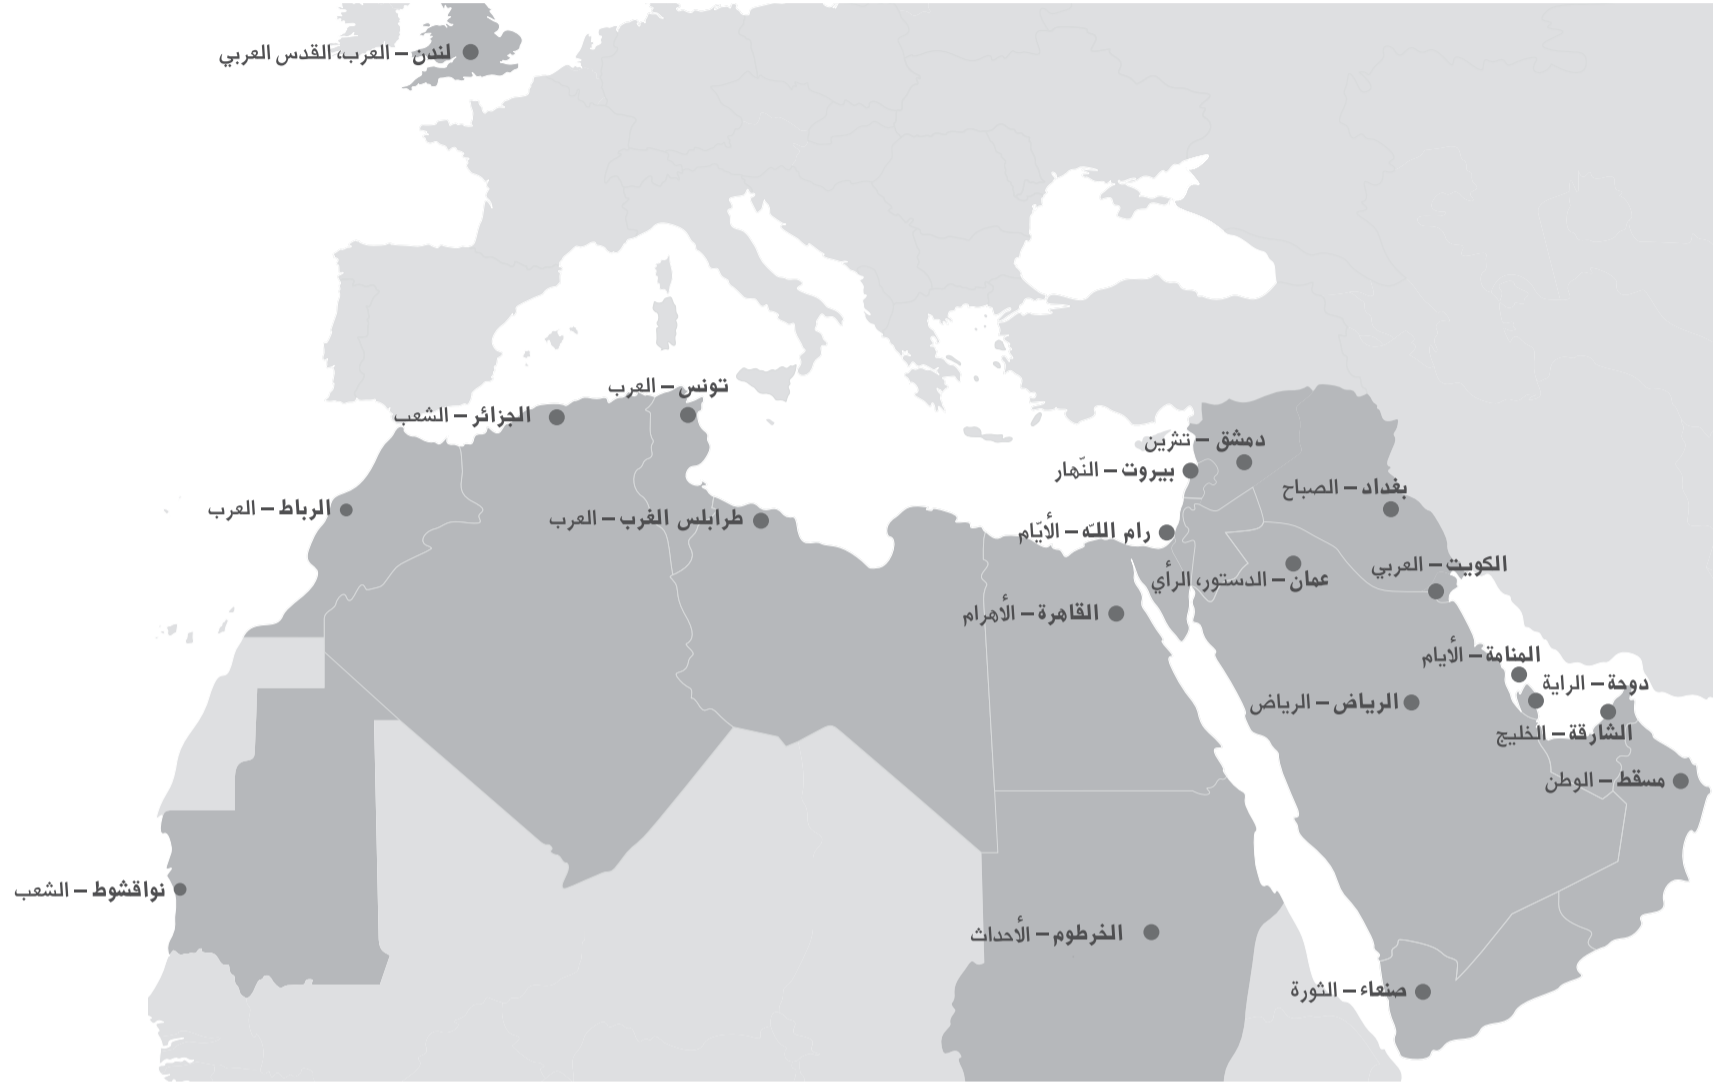 لندن – العرب، القدس العربي
تونس – العرب
الجزائر – الشعب
دمشق – تشرين
بيروت – النّهار
بغداد – الصباح
الرباط – العرب
طرابلس الغرب – العرب
رام الله – الأيّام
الكويت – العربي
عمان – الدستور، الرأي
القاهرة – الأهرام
المنامة – الأيام
دوحة – الراية
الرياض – الرياض
الشارقة – الخليج
مسقط – الوطن
نواقشوط – الشعب
الخرطوم – الأحداث
صنعاء – الثورة